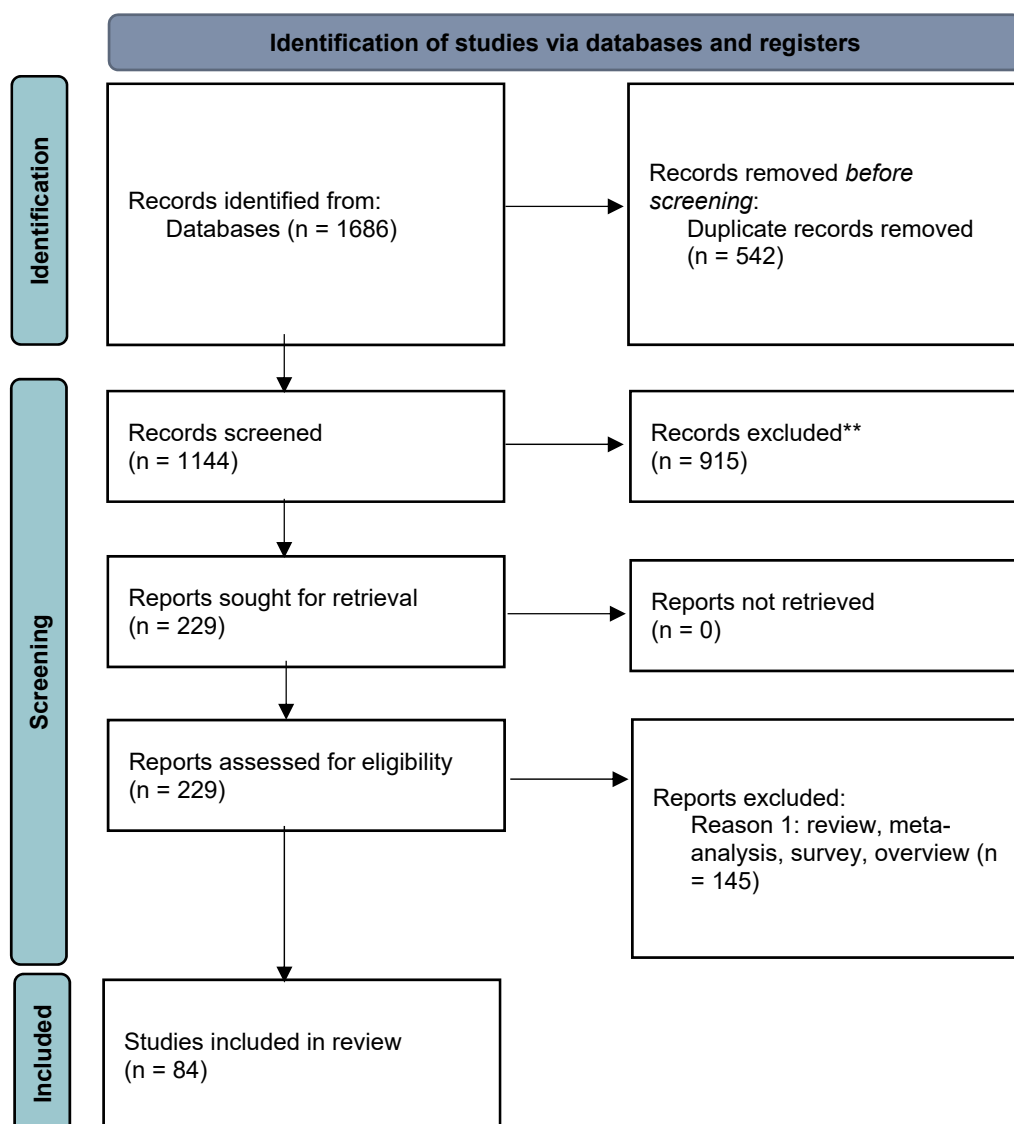 Identification of studies via databases and registers
Identification
Records identified from:
Databases (n = 1686)
Records removed before
screening:
Duplicate records removed
(n = 542)
Screening
Records screened
(n = 1144)
Records excluded**
(n = 915)
Reports sought for retrieval
(n = 229)
Reports not retrieved
(n = 0)
Reports assessed for eligibility
(n = 229)
Reports excluded:
Reason 1: review, meta-
analysis, survey, overview (n
= 145)
Included
Studies included in review
(n = 84)